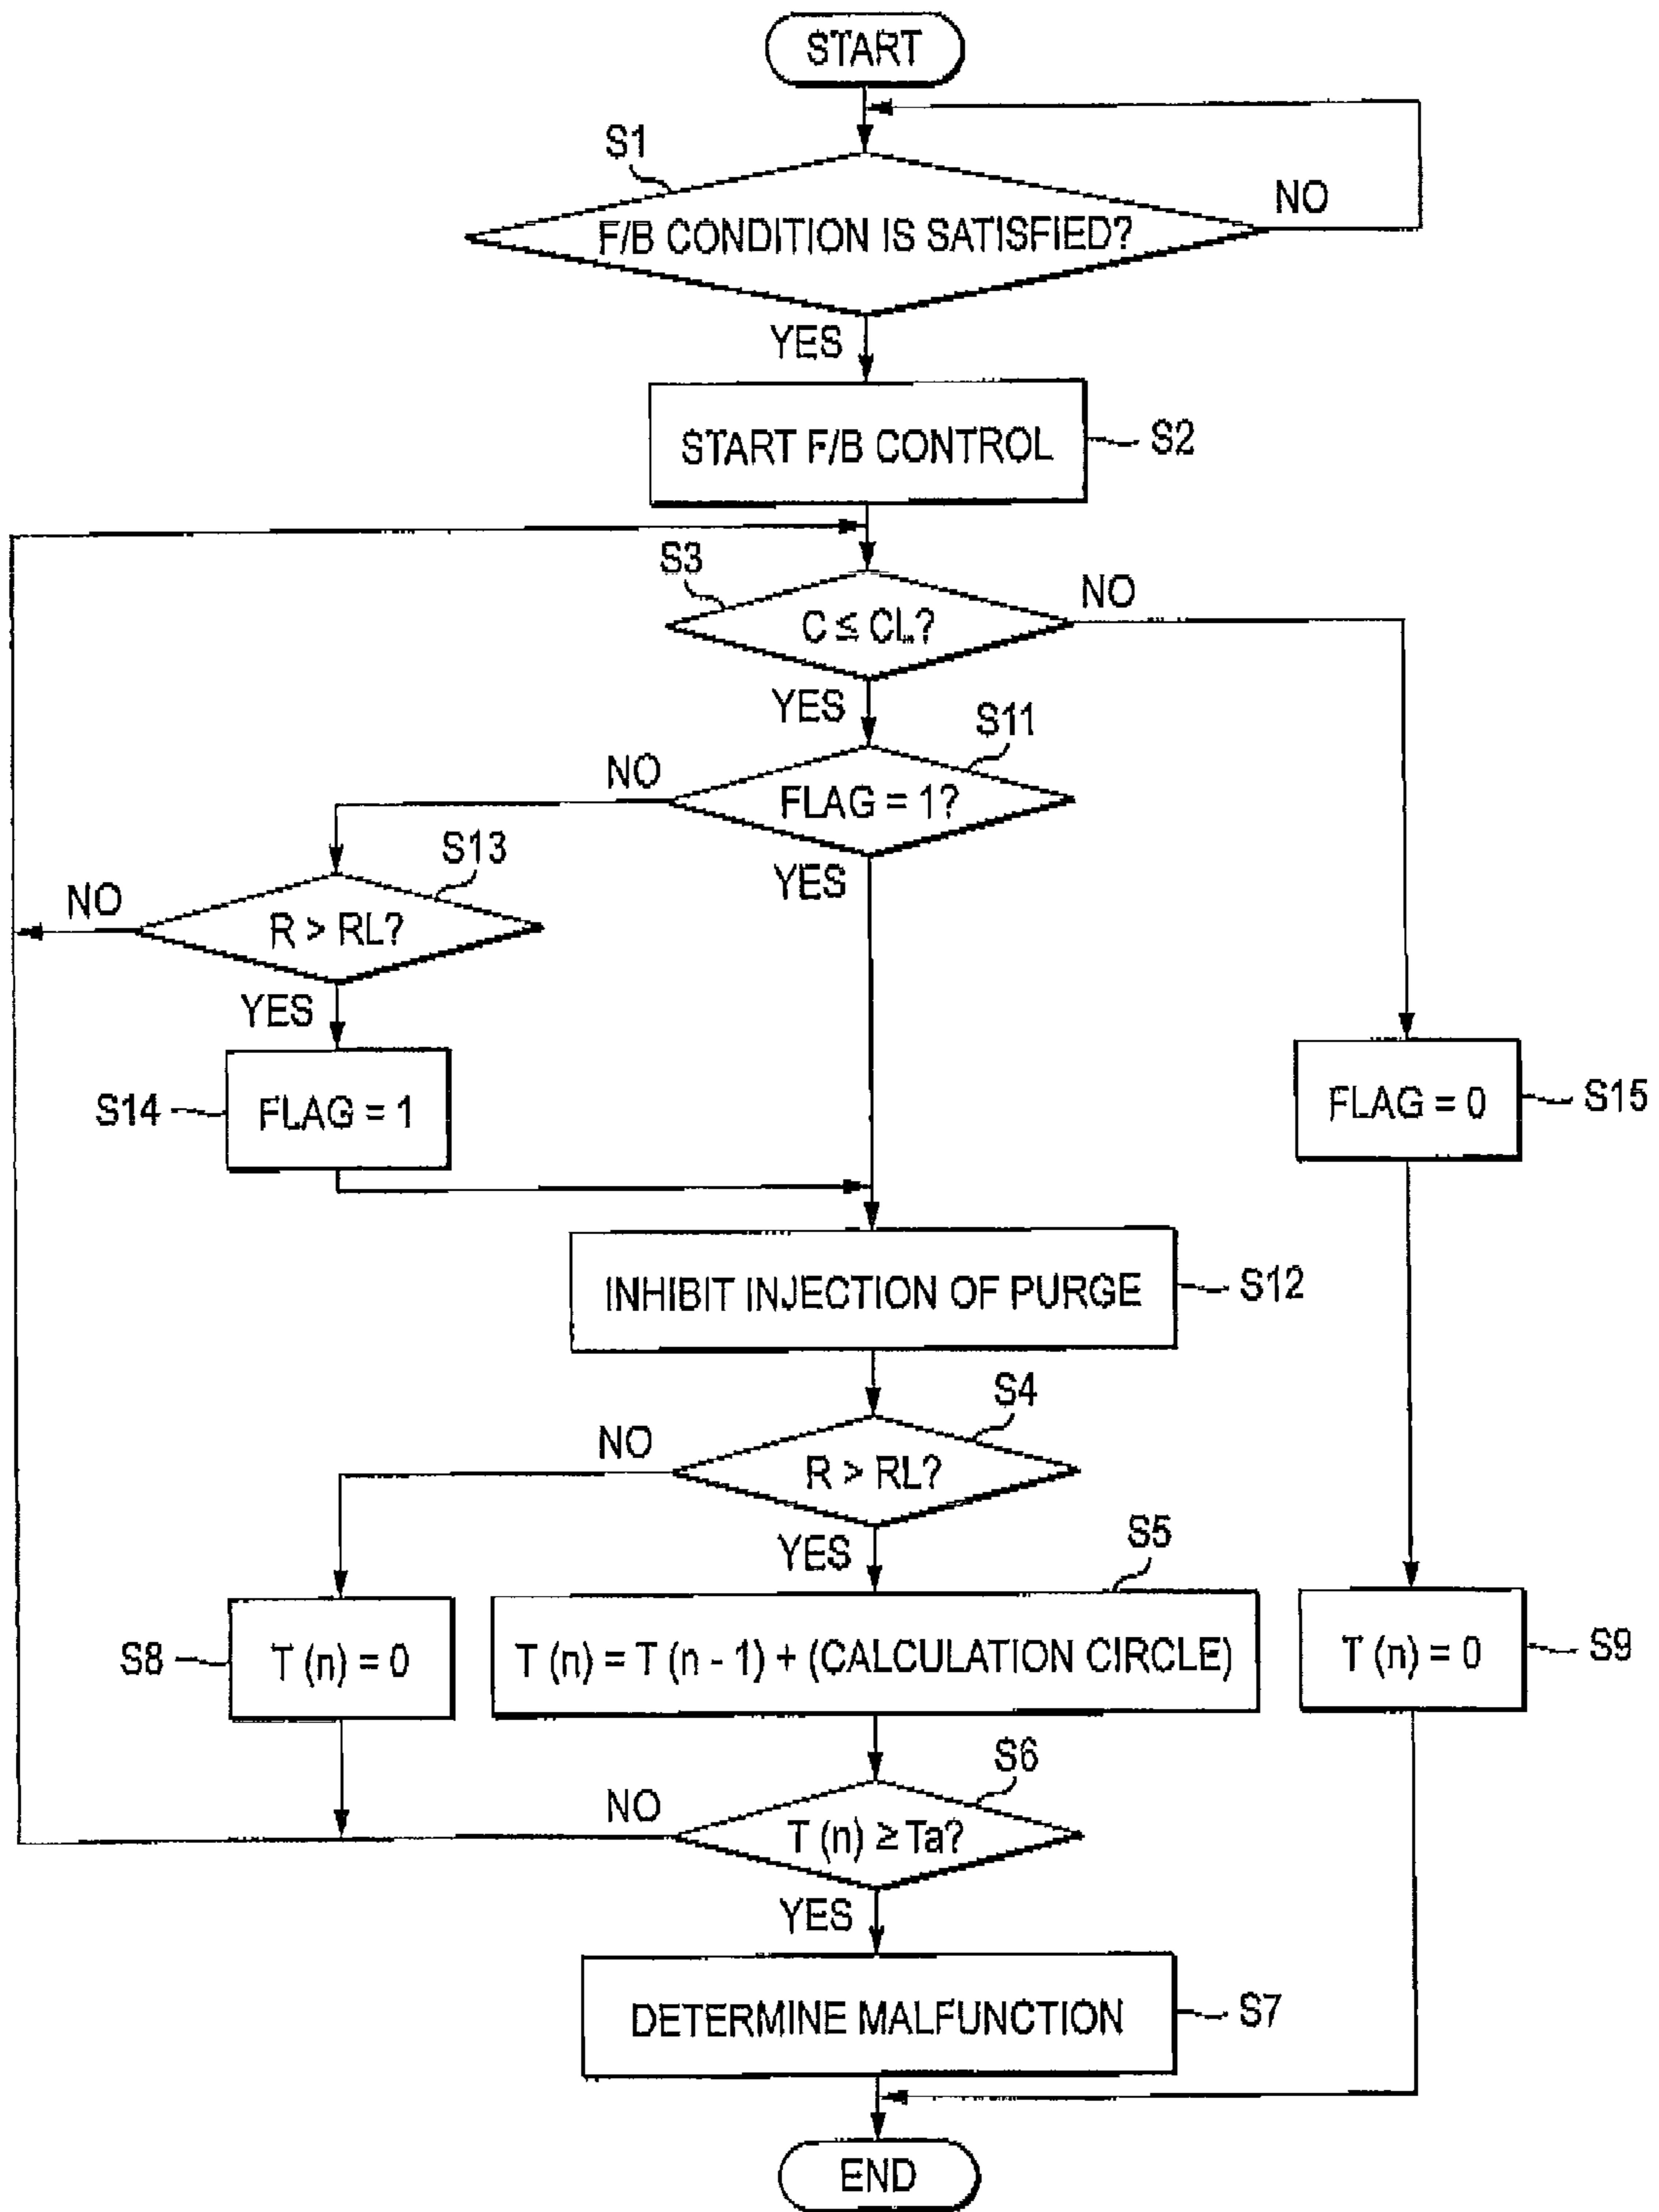 START
S1
F/B CONDITION IS SATISFIED?
NO
YES
START F/B CONTROL
S2
S3
C ≤ CL?
NO
YES
S11
NO
FLAG = 1?
YES
S13
NO
R > RL?
YES
S14
FLAG = 1
FLAG = 0
S15
INHIBIT INJECTION OF PURGE
S12
S4
NO
R > RL?
YES
S5
S8
T (n) = 0
T (n) = T (n - 1) + (CALCULATION CIRCLE)
T (n) = 0
S9
S6
NO
T (n) ≥ Ta?
YES
DETERMINE MALFUNCTION
S7
END